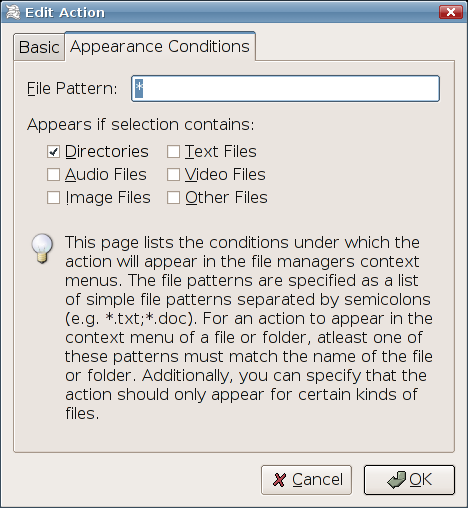 Edit Action
Basic Appearance Conditions
File Pattern: *
Appears if selection contains:
Directories Text Files
Audio Files Video Files
Image Files Other Files
This page lists the conditions under which the
action will appear in the file managers context
menus. The file patterns are specified as a list
of simple file patterns separated by semicolons
(e.g. *.txt;*.doc). For an action to appear in the
context menu of a file or folder, atleast one of
these patterns must match the name of the file
or folder. Additionally, you can specify that the
action should only appear for certain kinds of
files.
Cancel OK